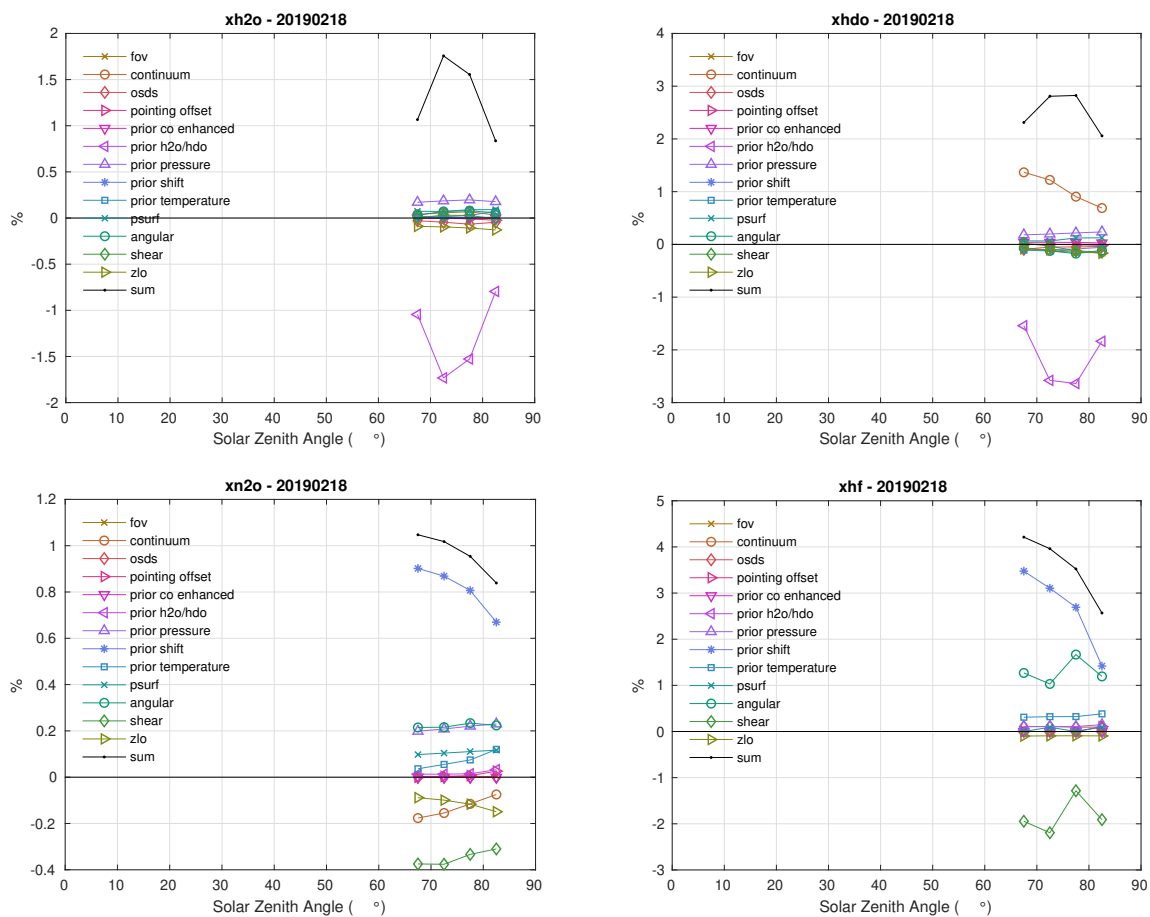 xh2o - 20190218
2
1.5
1
0.5
0
-0.5
-1
-1.5
-2
%
fov
continuum
osds
pointing offset
prior co enhanced
prior h2o/hdo
prior pressure
prior shift
prior temperature
psurf
angular
shear
zlo
sum
0 10 20 30 40 50 60 70 80 90
Solar Zenith Angle ( °)
xhdo - 20190218
4
3
2
1
0
-1
-2
-3
%
fov
continuum
osds
pointing offset
prior co enhanced
prior h2o/hdo
prior pressure
prior shift
prior temperature
psurf
angular
shear
zlo
sum
0 10 20 30 40 50 60 70 80 90
Solar Zenith Angle ( °)
xn2o - 20190218
1.2
1
0.8
0.6
0.4
0.2
0
-0.2
-0.4
%
fov
continuum
osds
pointing offset
prior co enhanced
prior h2o/hdo
prior pressure
prior shift
prior temperature
psurf
angular
shear
zlo
sum
0 10 20 30 40 50 60 70 80 90
Solar Zenith Angle ( °)
xhf - 20190218
5
4
3
2
1
0
-1
-2
-3
%
fov
continuum
osds
pointing offset
prior co enhanced
prior h2o/hdo
prior pressure
prior shift
prior temperature
psurf
angular
shear
zlo
sum
0 10 20 30 40 50 60 70 80 90
Solar Zenith Angle ( °)